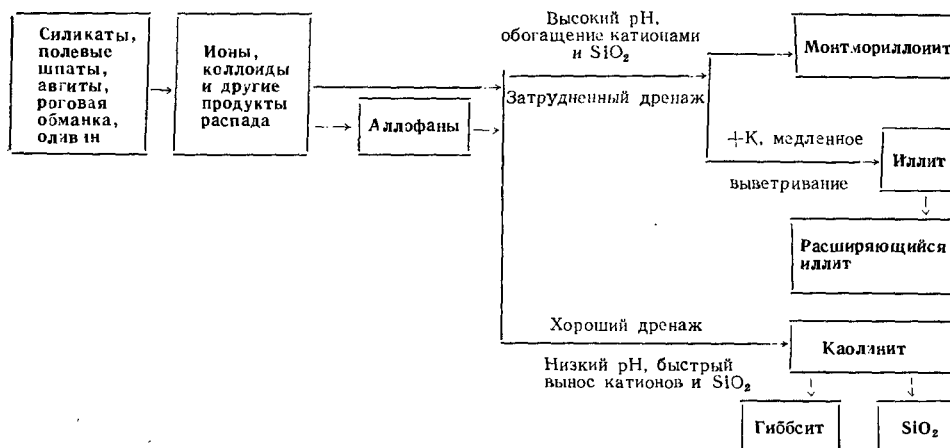 Силикаты,
полевые
шпаты,
авгиты,
роговая
обманка,
оливин
Ионы,
коллоиды
и другие
продукты
распада
Аллофаны
Высокий pH,
обогащение катионами
и SiO₂
Затрудненный дренаж
Монтмориллонит
+К, медленное
выветривание
Иллит
Расширяющийся
иллит
Хороший дренаж
Низкий pH, быстрый
вынос катионов и SiO₂
Каолинит
Гиббсит
SiO₂